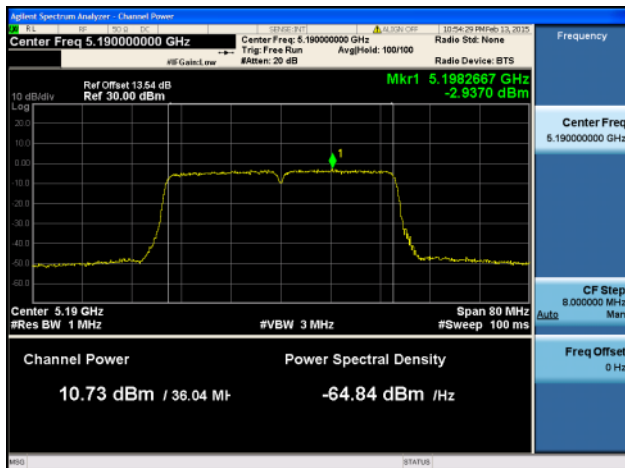 Agilent Spectrum Analyzer - Channel Power
RL RF 50 Ω DC SENSE:INT ALIGN OFF 10:54:29 PM Feb 13, 2015
Center Freq 5.190000000 GHz
Center Freq: 5.190000000 GHz
Radio Std: None
Trig: Free Run
Avg|Hold: 100/100
#IFGain:Low
#Atten: 20 dB
Radio Device: BTS
Mkr1 5.1982667 GHz
-2.9370 dBm
Ref Offset 13.54 dB
Ref 30.00 dBm
10 dB/div
Log
20.0
10.0
0.00
-10.0
-20.0
-30.0
-40.0
-50.0
-60.0
1
Center 5.19 GHz
Span 80 MHz
#Res BW 1 MHz
#VBW 3 MHz
#Sweep 100 ms
Channel Power
Power Spectral Density
10.73 dBm / 36.04 MH
-64.84 dBm /Hz
MSG
STATUS
Frequency
Center Freq
5.190000000 GHz
CF Step
8.000000 MHz
Auto Man
Freq Offset
0 Hz